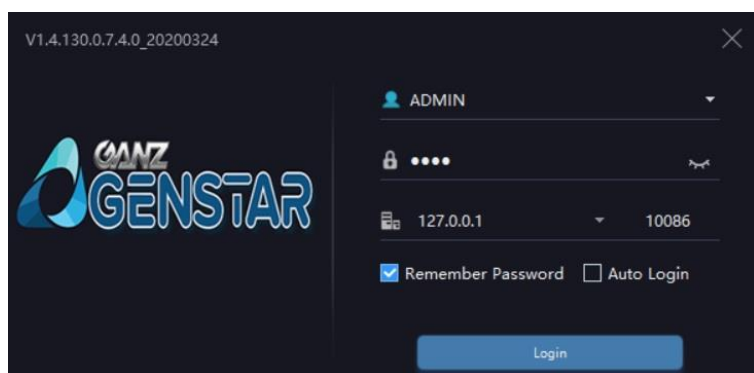 V1.4.130.0.7.4.0_20200324
GANZ
GENSTAR
ADMIN
••••
127.0.0.1 10086
Remember Password Auto Login
Login